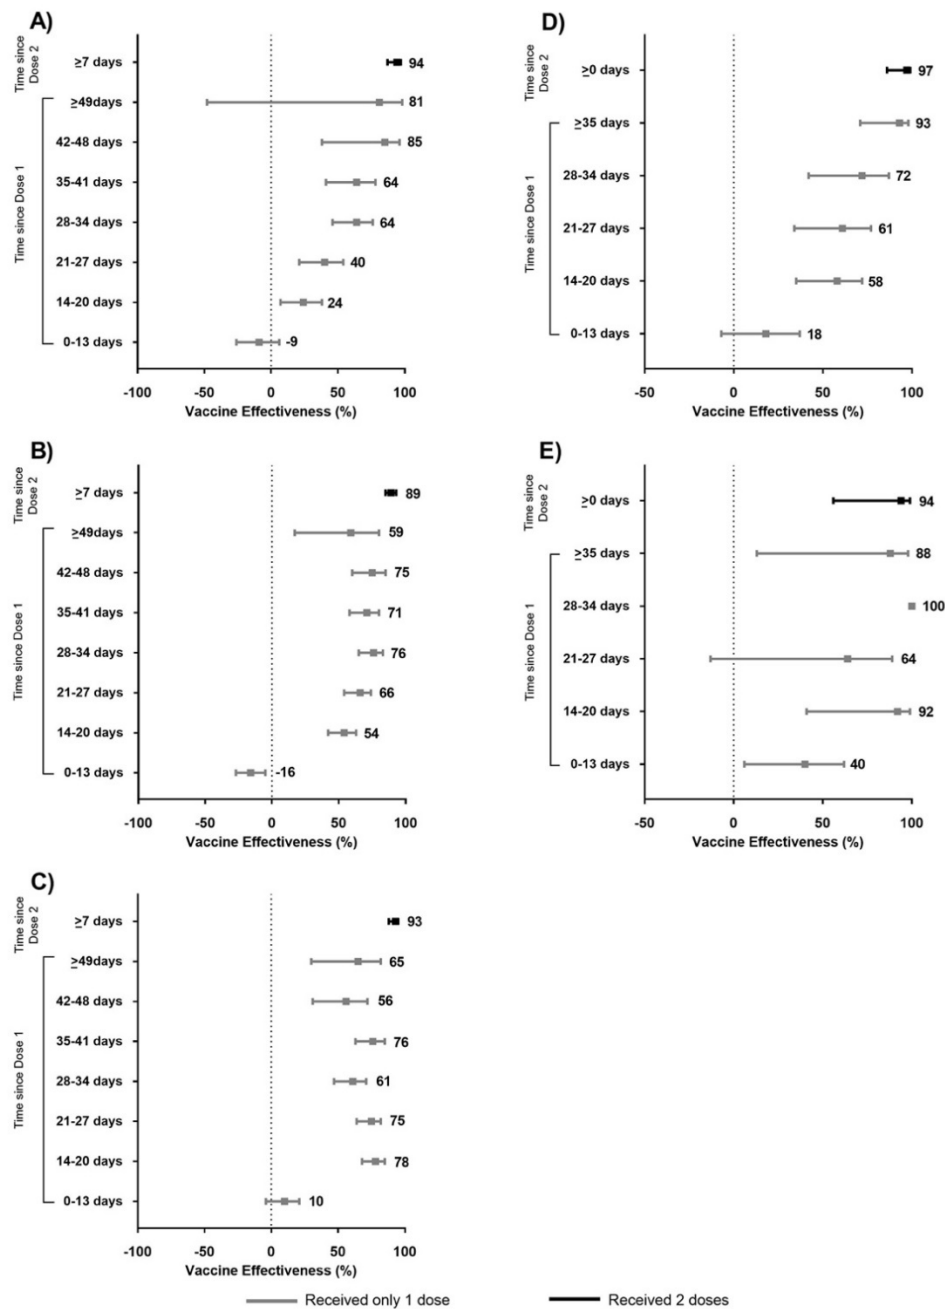 A)
Time since
Dose 2
≥7 days
94
Time since Dose 1
≥49days
81
42-48 days
85
35-41 days
64
28-34 days
64
21-27 days
40
14-20 days
24
0-13 days
-9
-100
-50
0
50
100
Vaccine Effectiveness (%)
D)
Time since
Dose 2
≥0 days
97
Time since Dose 1
≥35 days
93
28-34 days
72
21-27 days
61
14-20 days
58
0-13 days
18
-50
0
50
100
Vaccine Effectiveness (%)
B)
Time since
Dose 2
≥7 days
89
Time since Dose 1
≥49days
59
42-48 days
75
35-41 days
71
28-34 days
76
21-27 days
66
14-20 days
54
0-13 days
-16
-100
-50
0
50
100
Vaccine Effectiveness (%)
E)
Time since
Dose 2
≥0 days
94
Time since Dose 1
≥35 days
88
28-34 days
100
21-27 days
64
14-20 days
92
0-13 days
40
-50
0
50
100
Vaccine Effectiveness (%)
C)
Time since
Dose 2
≥7 days
93
Time since Dose 1
≥49days
65
42-48 days
56
35-41 days
76
28-34 days
61
21-27 days
75
14-20 days
78
0-13 days
10
-100
-50
0
50
100
Vaccine Effectiveness (%)
Received only 1 dose
Received 2 doses